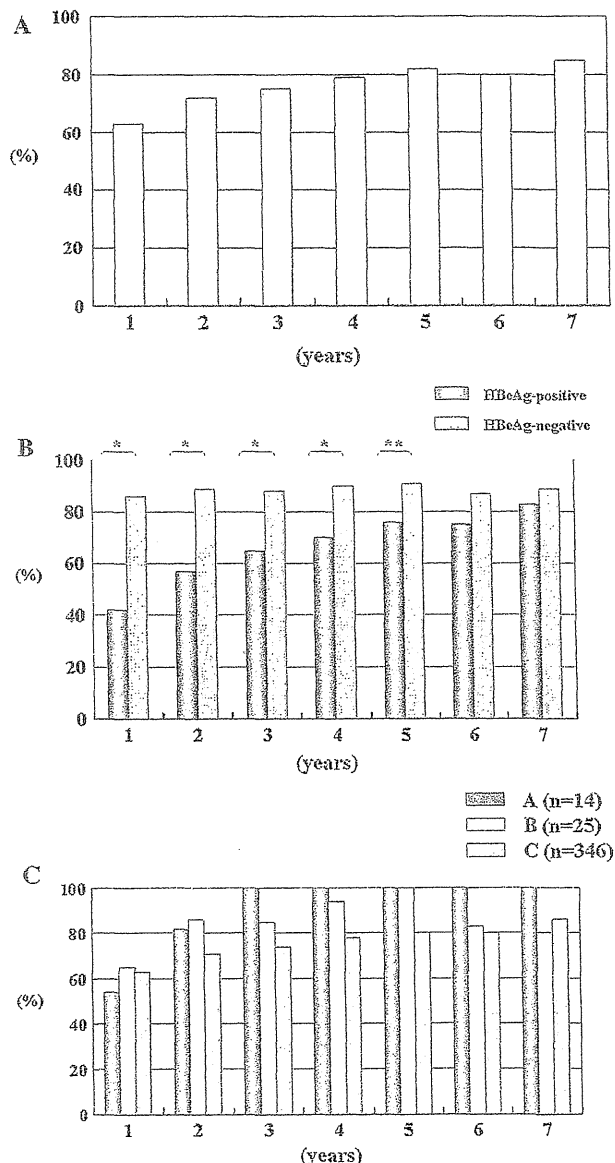 A
100
80
60
(%)
40
20
0
1 2 3 4 5 6 7
(years)
HBeAg-positive
HBeAg-negative
B
* * * * **
100
80
60
(%)
40
20
0
1 2 3 4 5 6 7
(years)
A (n=14)
B (n=25)
C (n=346)
C
100
80
60
(%)
40
20
0
1 2 3 4 5 6 7
(years)